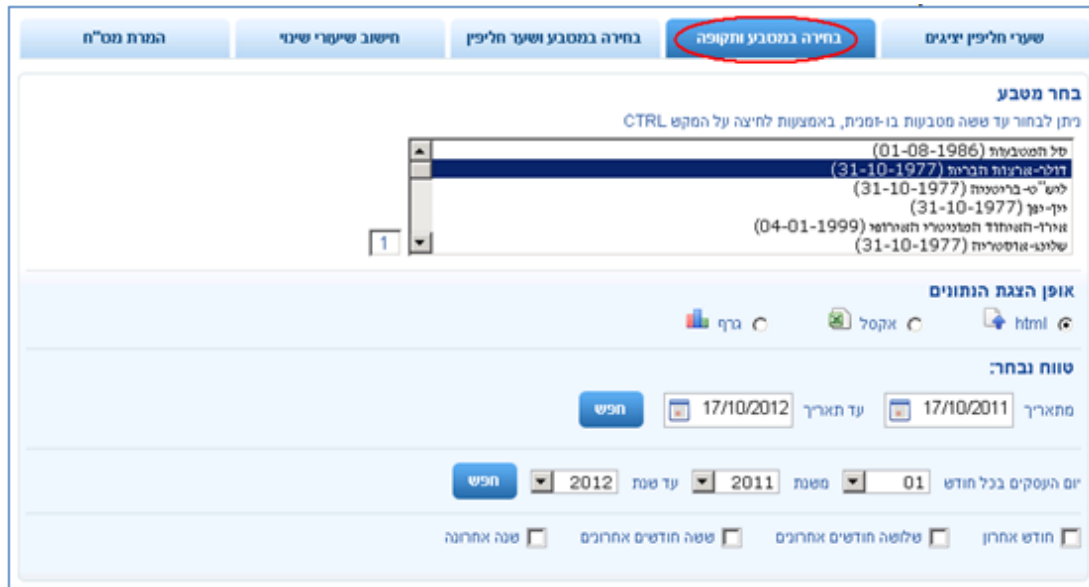 שערי חליפין יציגים
בחירה במטבע ותקופה
בחירה במטבע ושער חליפין
חישוב שיעורי שינוי
המרת מט"ח
בחר מטבע
ניתן לבחור עד ששה מטבעות בו-זמנית, באמצעות לחיצה על המקש CTRL
סל המטבעות (01-08-1986)
דולר-ארצות הברית (31-10-1977)
ליש"ט-בריטניה (31-10-1977)
יין-יפן (31-10-1977)
אירו-האיחוד המוניטרי האירופי (04-01-1999)
שילינג-אוסטריה (31-10-1977)
1
אופן הצגת הנתונים
html אקסל גרף
טווח נבחר:
מתאריך 17/10/2011 עד תאריך 17/10/2012 חפש
יום העסקים בכל חודש 01 משנת 2011 עד שנת 2012 חפש
חודש אחרון שלושה חודשים אחרונים ששה חודשים אחרונים שנה אחרונה